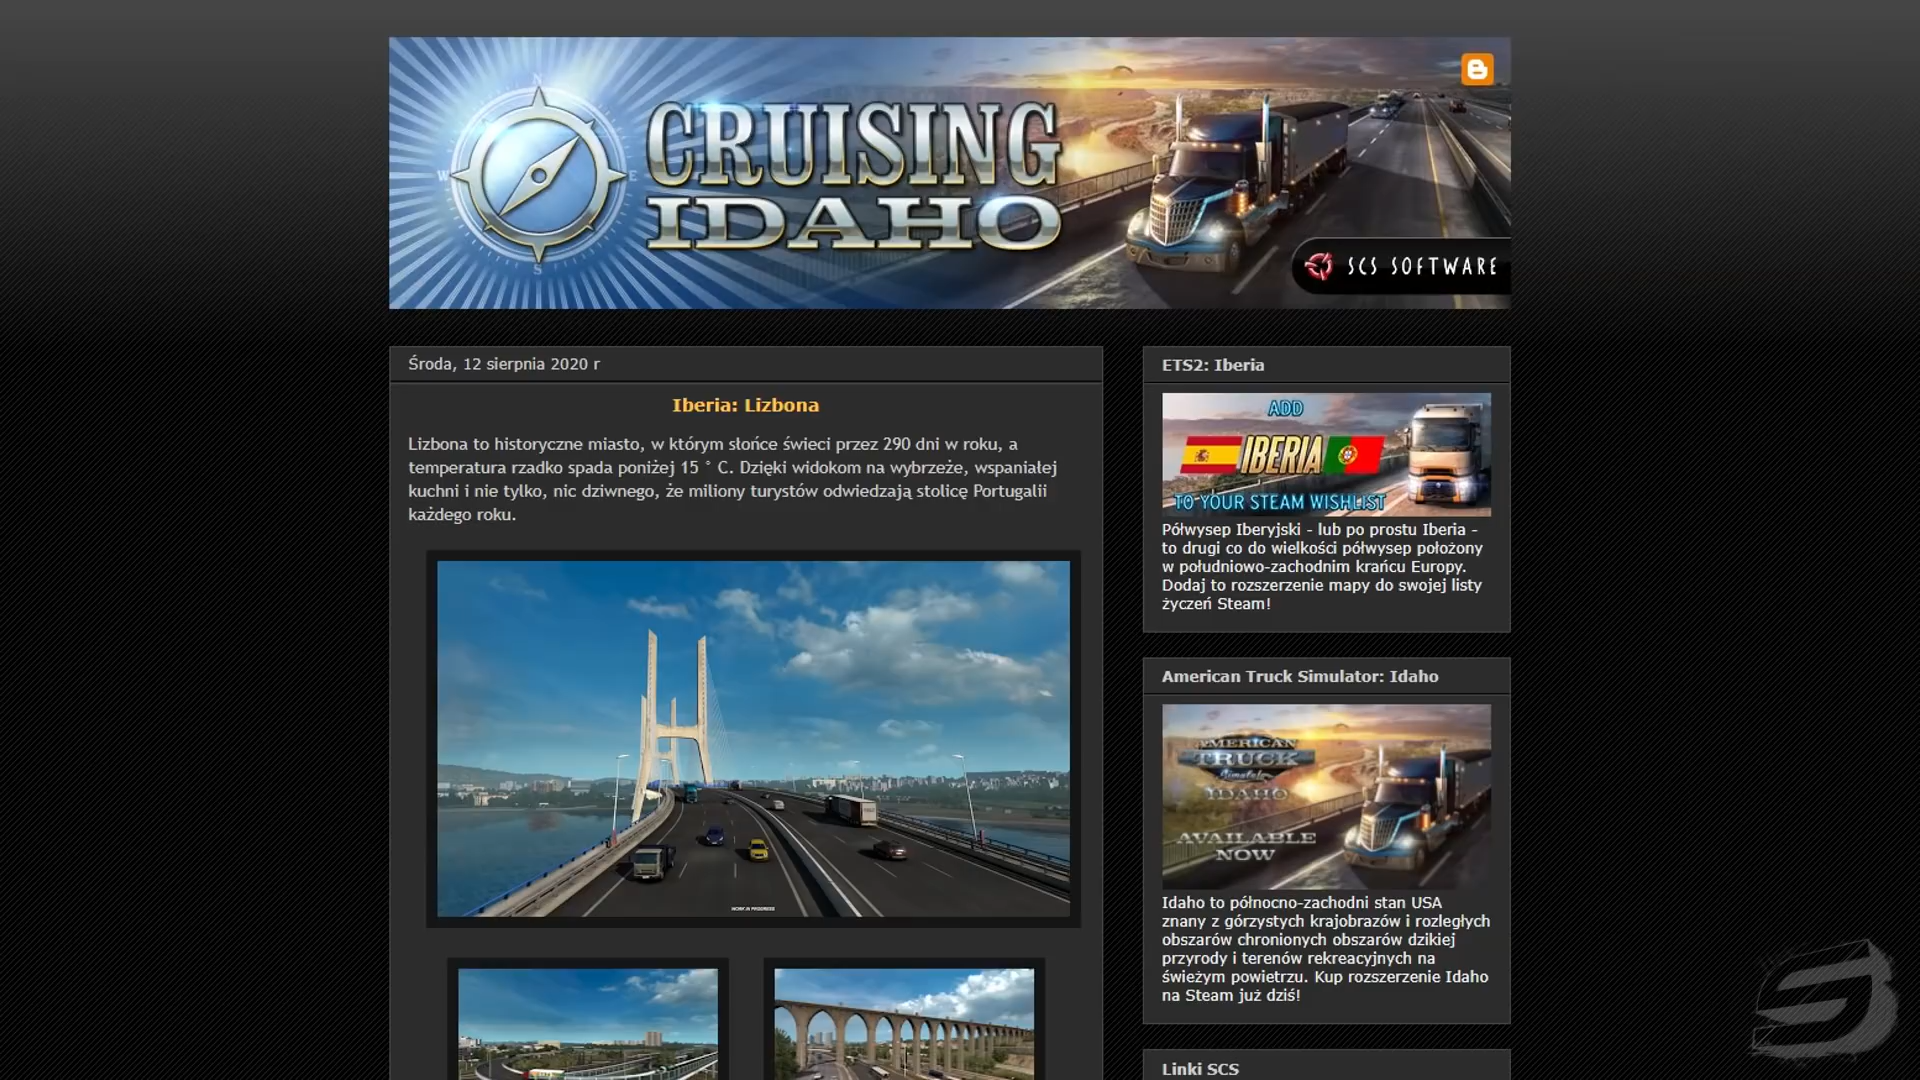 N
W
E
S
CRUISING
IDAHO
SCS SOFTWARE
Środa, 12 sierpnia 2020 r
Iberia: Lizbona
Lizbona to historyczne miasto, w którym słońce świeci przez 290 dni w roku, a
temperatura rzadko spada poniżej 15 ° C. Dzięki widokom na wybrzeże, wspaniałej
kuchni i nie tylko, nic dziwnego, że miliony turystów odwiedzają stolicę Portugalii
każdego roku.
WORK IN PROGRESS
ETS2: Iberia
ADD
IBERIA
TO YOUR STEAM WISHLIST
Półwysep Iberyjski - lub po prostu Iberia -
to drugi co do wielkości półwysep położony
w południowo-zachodnim krańcu Europy.
Dodaj to rozszerzenie mapy do swojej listy
życzeń Steam!
American Truck Simulator: Idaho
AMERICAN
TRUCK
Simulator
IDAHO
AVAILABLE
NOW
Idaho to północno-zachodni stan USA
znany z górzystych krajobrazów i rozległych
obszarów chronionych obszarów dzikiej
przyrody i terenów rekreacyjnych na
świeżym powietrzu. Kup rozszerzenie Idaho
na Steam już dziś!
Linki SCS